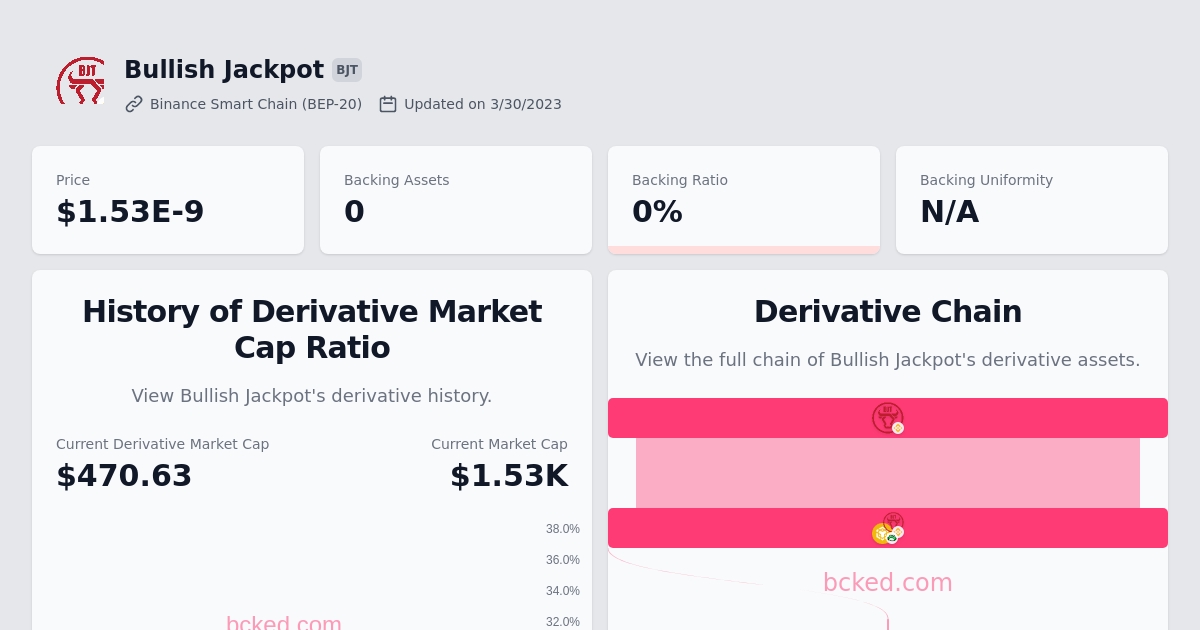 BJT
Bullish Jackpot BJT
Binance Smart Chain (BEP-20) Updated on 3/30/2023
Price
$1.53E-9
Backing Assets
0
Backing Ratio
0%
Backing Uniformity
N/A
History of Derivative Market
Cap Ratio
View Bullish Jackpot's derivative history.
Current Derivative Market Cap
$470.63
Current Market Cap
$1.53K
38.0%
36.0%
34.0%
32.0%
bcked.com
Derivative Chain
View the full chain of Bullish Jackpot's derivative assets.
BJT
bcked.com